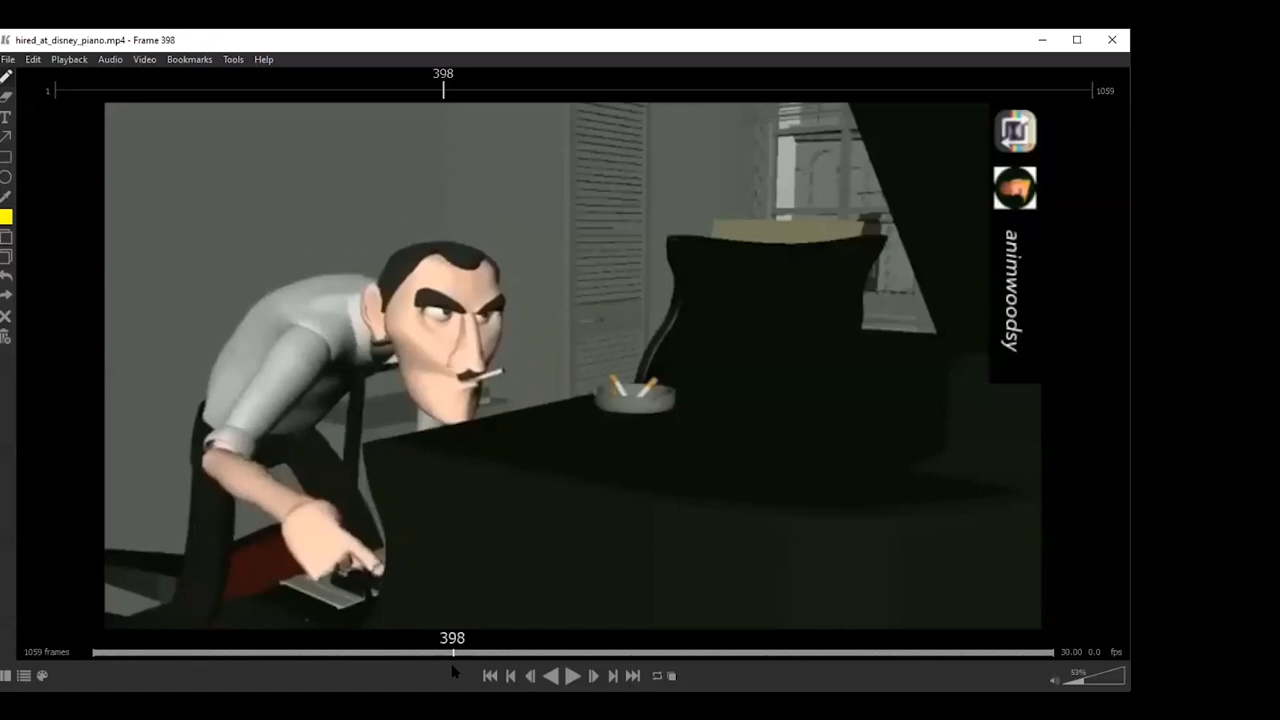 hired_at_disney_piano.mp4 - Frame 398
File Edit Playback Audio Video Bookmarks Tools Help
398
1 1059
animwoodsy
398
1059 frames 30.00 0.0 fps
53%